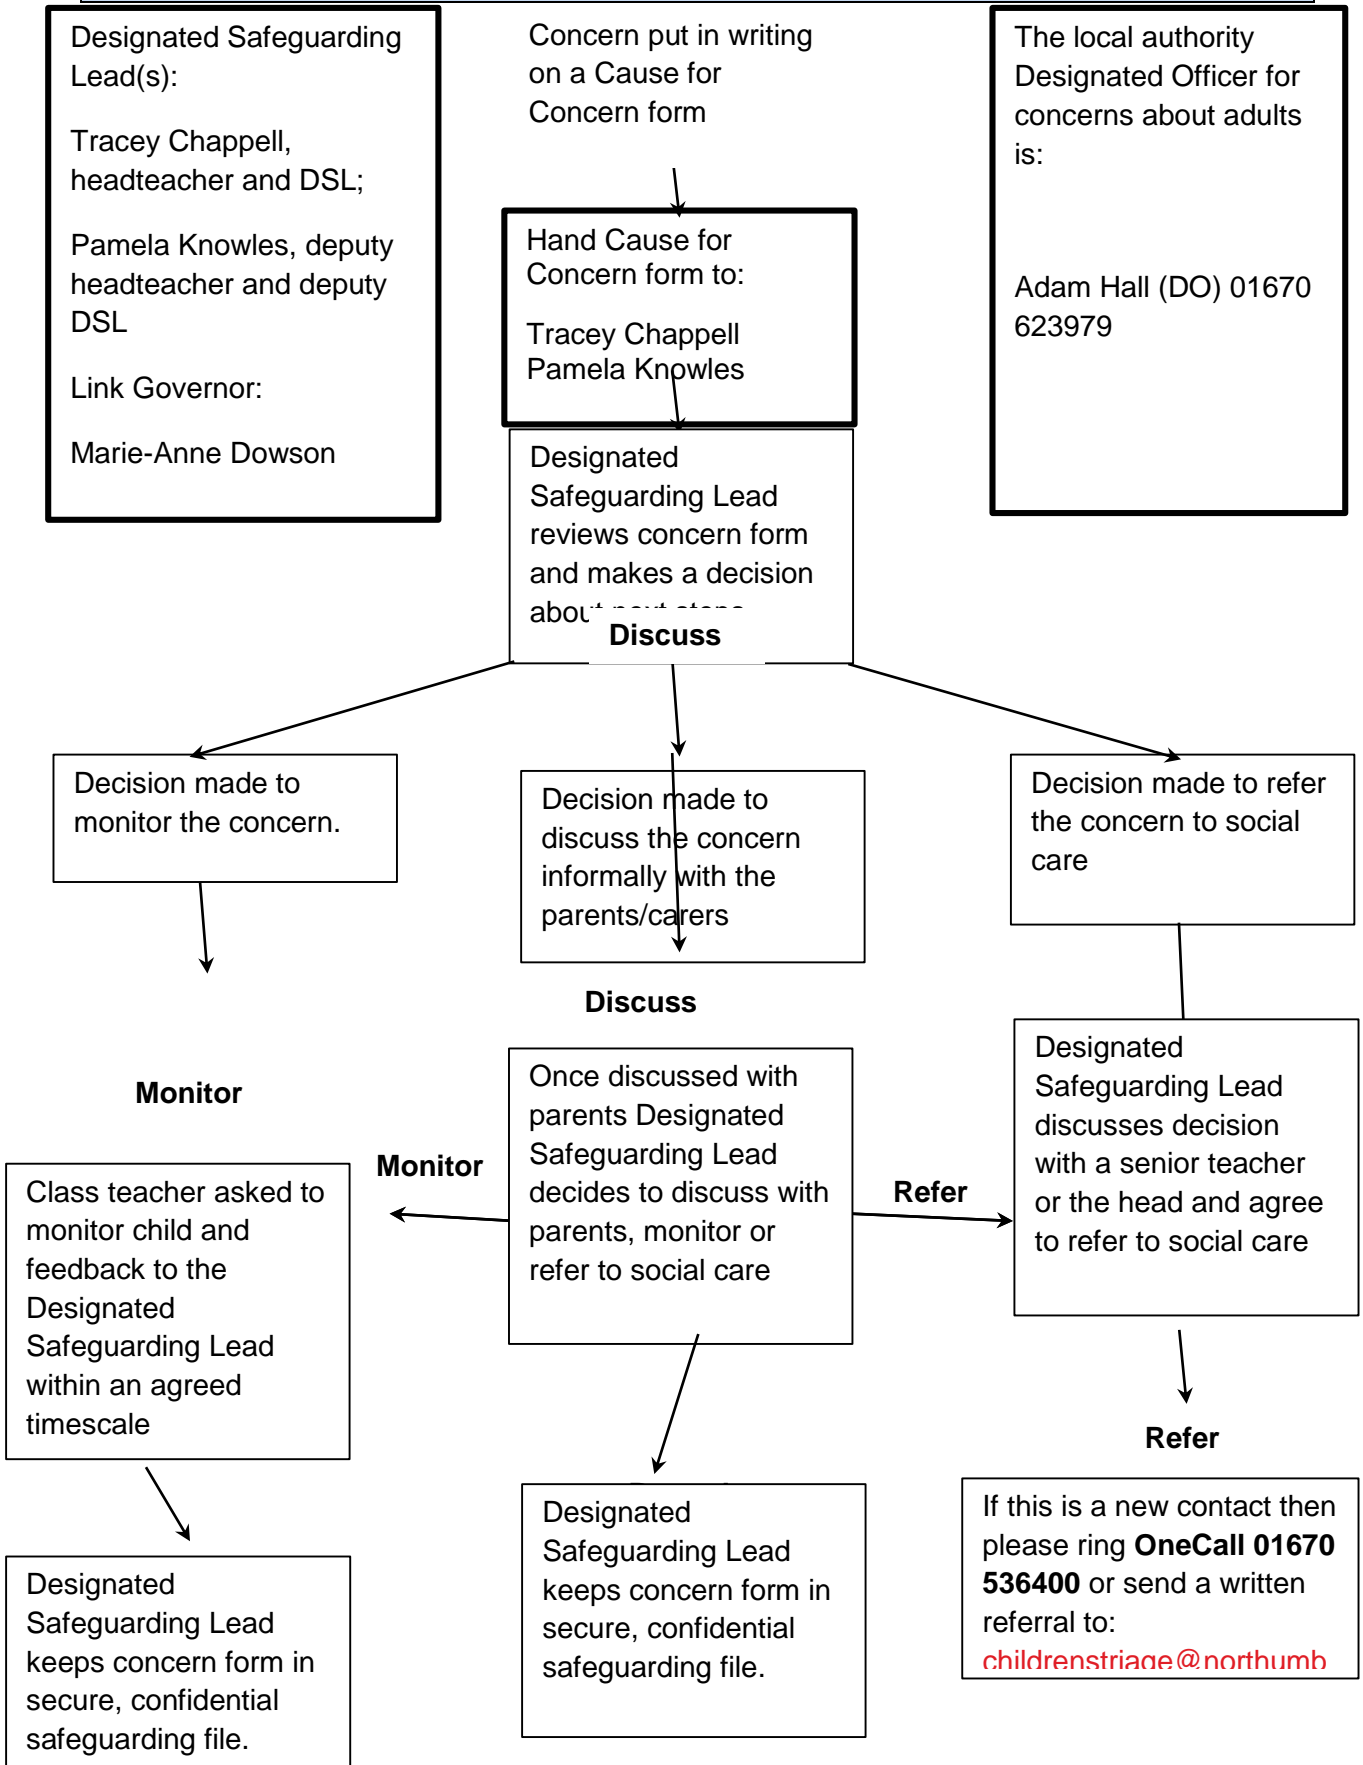 Designated Safeguarding
Lead(s):
Tracey Chappell,
headteacher and DSL;
Pamela Knowles, deputy
headteacher and deputy
DSL
Link Governor:
Marie-Anne Dowson
Concern put in writing
on a Cause for
Concern form
The local authority
Designated Officer for
concerns about adults
is:
Adam Hall (DO) 01670
623979
Hand Cause for
Concern form to:
Tracey Chappell
Pamela Knowles
Designated
Safeguarding Lead
reviews concern form
and makes a decision
about next steps
Discuss
Decision made to
monitor the concern.
Decision made to
discuss the concern
informally with the
parents/carers
Decision made to refer
the concern to social
care
Monitor
Discuss
Monitor
Once discussed with
parents Designated
Safeguarding Lead
decides to discuss with
parents, monitor or
refer to social care
Refer
Designated
Safeguarding Lead
discusses decision
with a senior teacher
or the head and agree
to refer to social care
Class teacher asked to
monitor child and
feedback to the
Designated
Safeguarding Lead
within an agreed
timescale
Refer
Designated
Safeguarding Lead
keeps concern form in
secure, confidential
safeguarding file.
Designated
Safeguarding Lead
keeps concern form in
secure, confidential
safeguarding file.
If this is a new contact then
please ring OneCall 01670
536400 or send a written
referral to:
childrenstriage@northumb